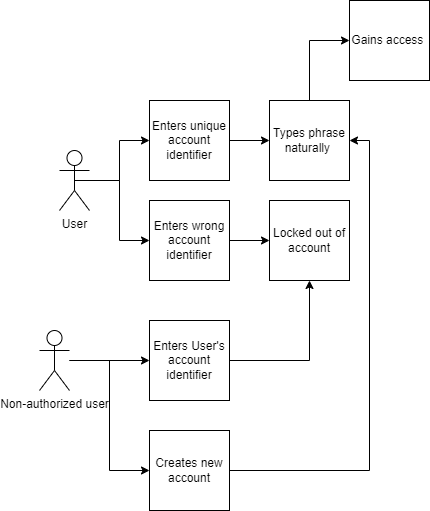 Gains access
Enters unique
account
identifier
Types phrase
naturally
User
Enters wrong
account
identifier
Locked out of
account
Enters User's
account
identifier
Non-authorized user
Creates new
account